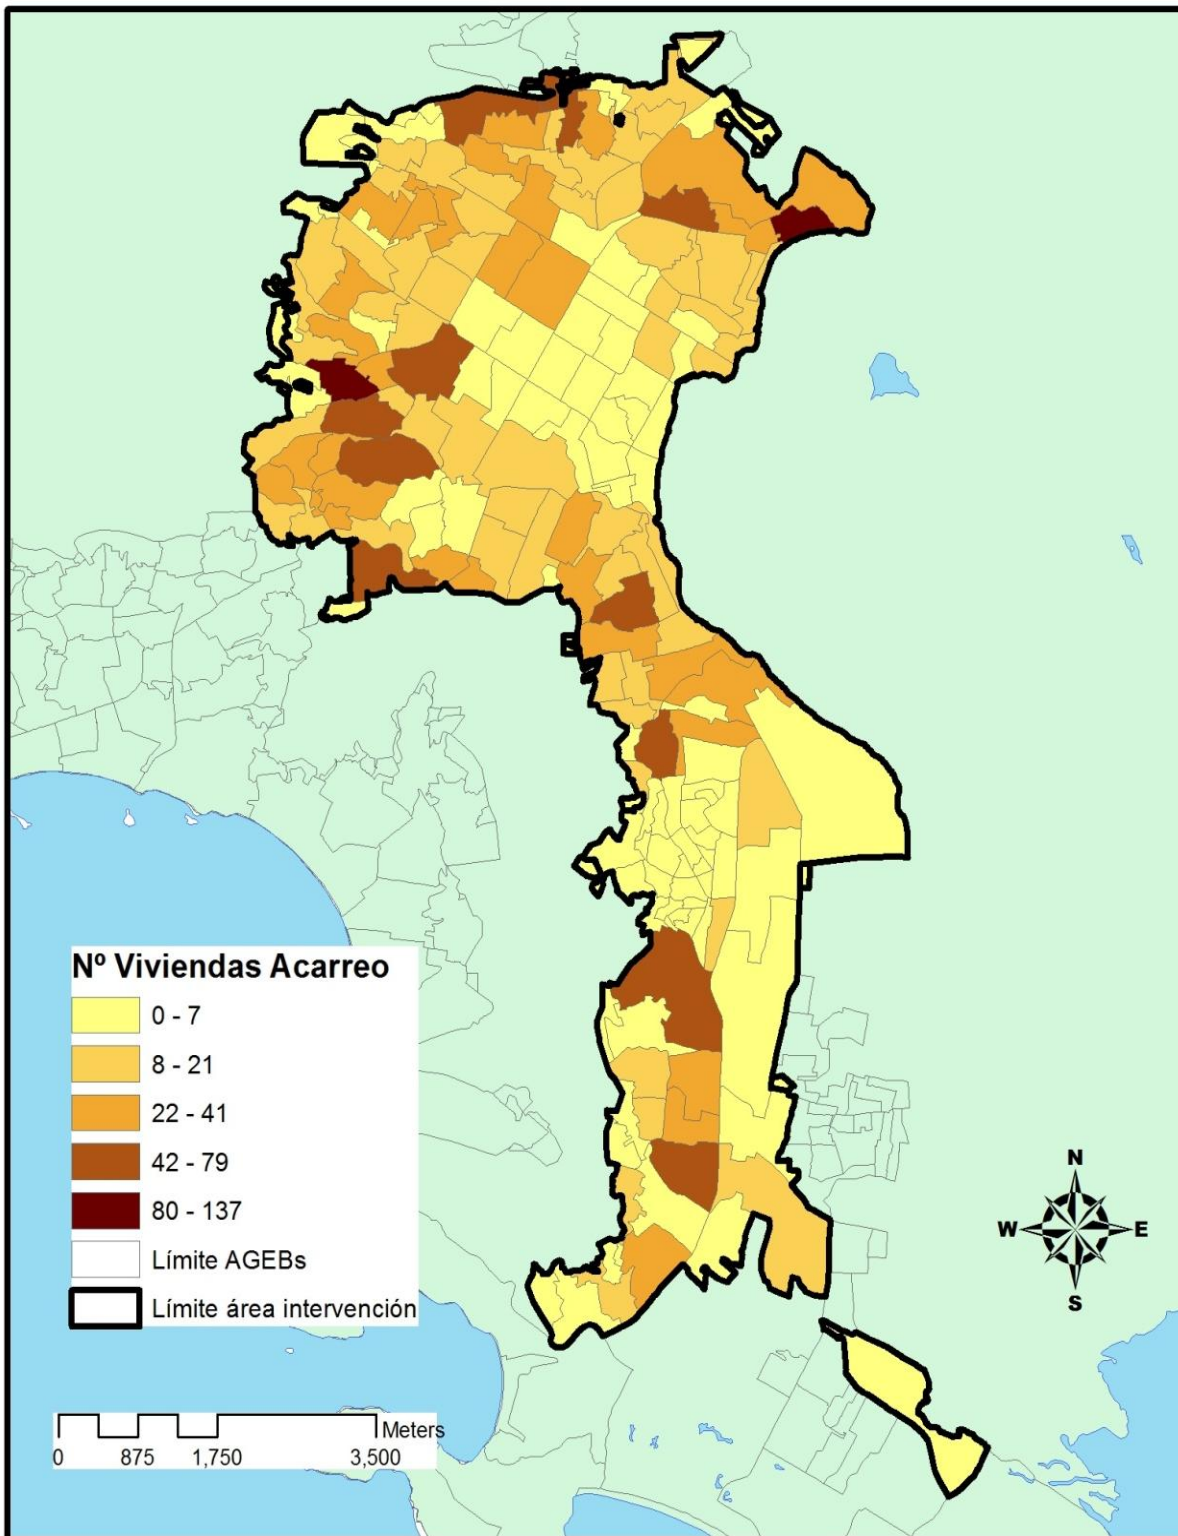 Nº Viviendas Acarreo
0 - 7
8 - 21
22 - 41
42 - 79
80 - 137
Límite AGEBs
Límite área intervención
N
W
E
S
Meters
0
875
1,750
3,500